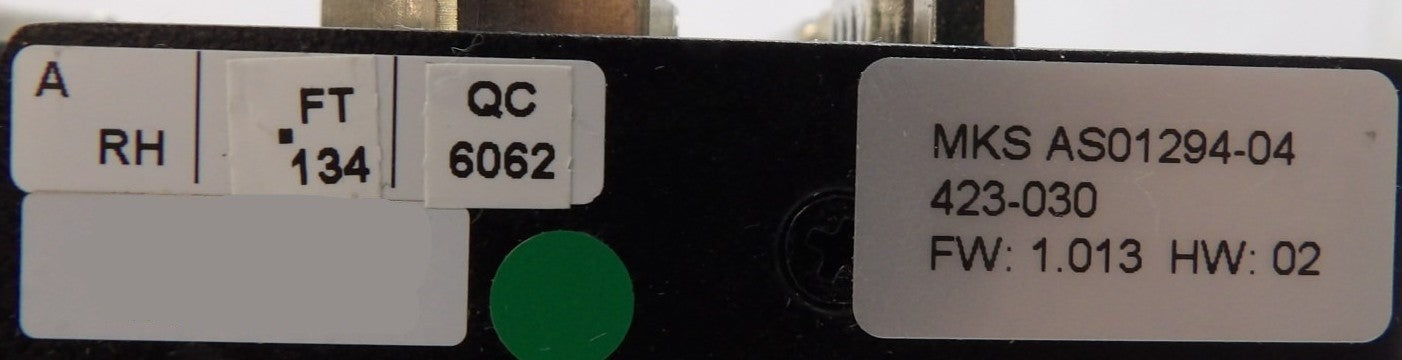 A
RH
FT
134
QC
6062
MKS AS01294-04
423-030
FW: 1.013 HW: 02